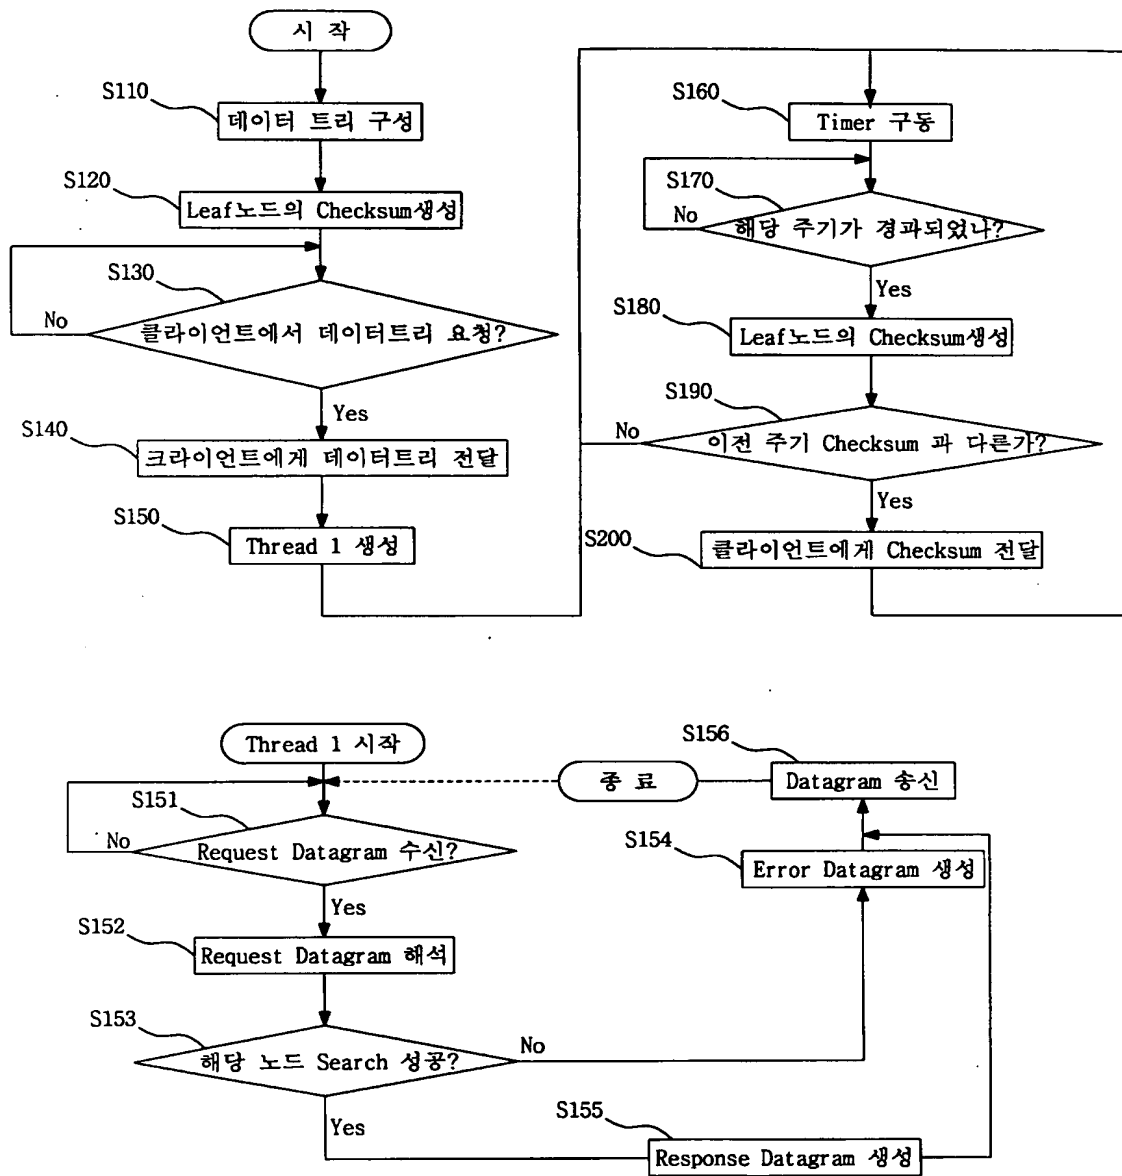 시 작
S110
데이터 트리 구성
S120
Leaf노드의 Checksum생성
S130
No
클라이언트에서 데이터트리 요청?
Yes
S140
크라이언트에게 데이터트리 전달
S150
Thread 1 생성
S160
Timer 구동
S170
No
해당 주기가 경과되었나?
Yes
S180
Leaf노드의 Checksum생성
S190
No
이전 주기 Checksum 과 다른가?
Yes
S200
클라이언트에게 Checksum 전달
Thread 1 시작
S151
No
Request Datagram 수신?
Yes
S152
Request Datagram 해석
S153
해당 노드 Search 성공?
No
Yes
S155
Response Datagram 생성
S154
Error Datagram 생성
S156
Datagram 송신
종 료